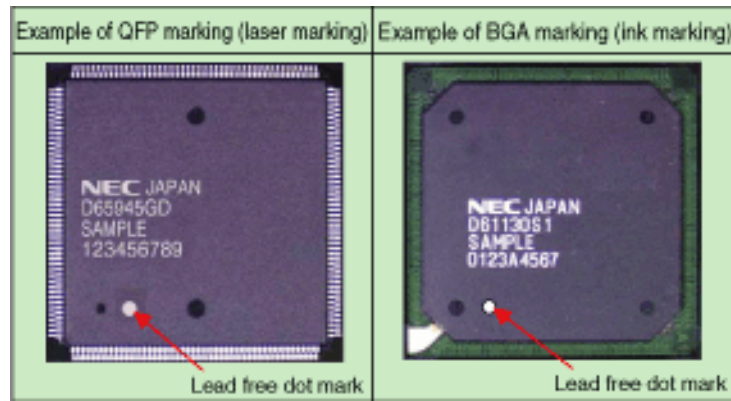 Example of QFP marking (laser marking)
Example of BGA marking (ink marking)
NEC JAPAN
D65945GD
SAMPLE
123456789
Lead free dot mark
NEC JAPAN
D61130S1
SAMPLE
0123A4567
Lead free dot mark